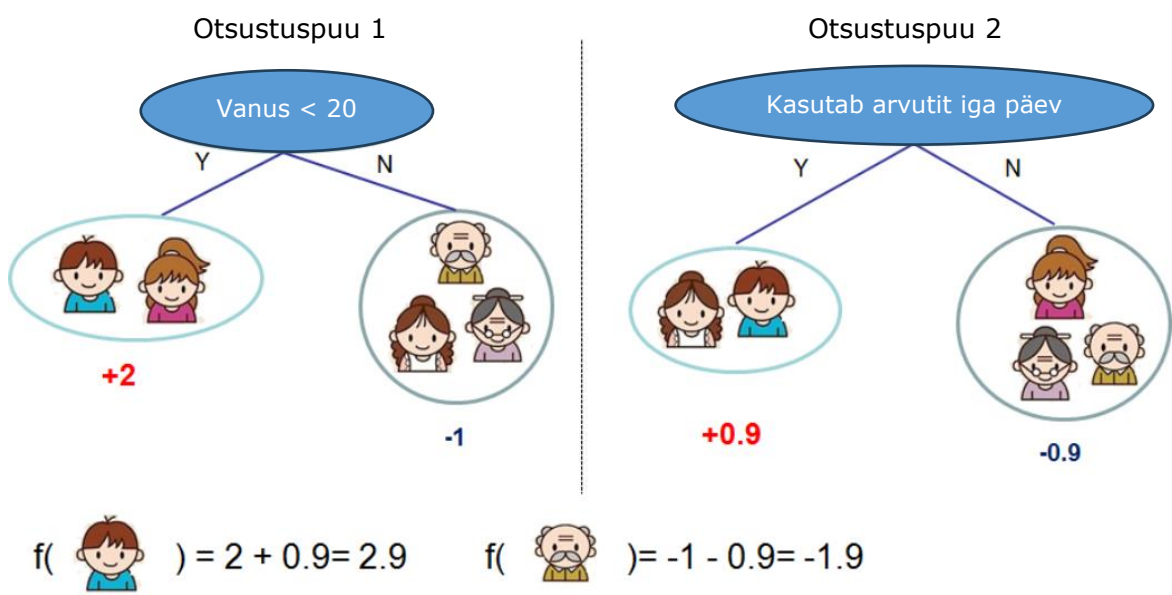 Otsustuspuu 1
Vanus < 20
Y
N
+2
-1
Otsustuspuu 2
Kasutab arvutit iga päev
Y
N
+0.9
-0.9
f( ) = 2 + 0.9= 2.9
f( )= -1 - 0.9= -1.9